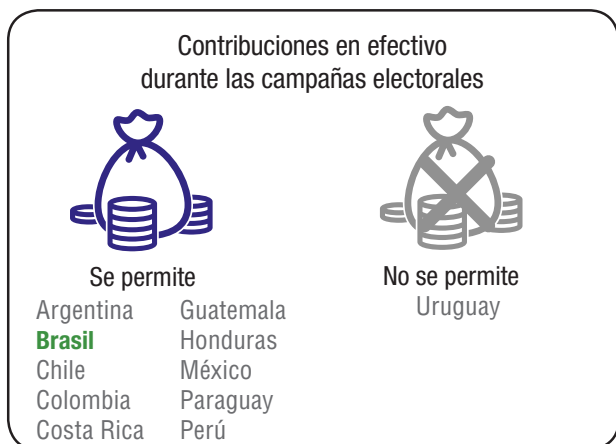 Contribuciones en efectivo
durante las campañas electorales
Se permite
Argentina
Brasil
Chile
Colombia
Costa Rica
Guatemala
Honduras
México
Paraguay
Perú
No se permite
Uruguay